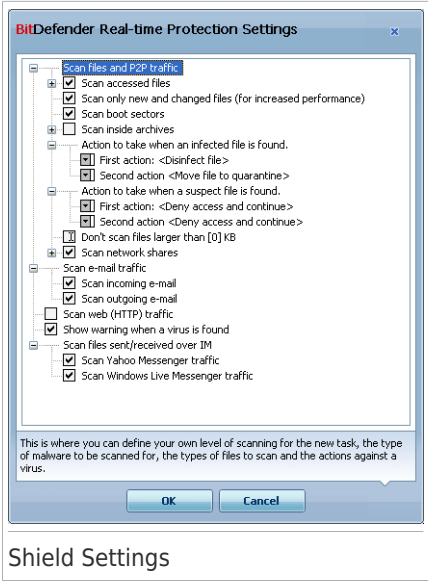 BitDefender Real-time Protection Settings
Scan files and P2P traffic
Scan accessed files
Scan only new and changed files (for increased performance)
Scan boot sectors
Scan inside archives
Action to take when an infected file is found.
First action: <Disinfect file>
Second action <Move file to quarantine>
Action to take when a suspect file is found.
First action: <Deny access and continue>
Second action <Deny access and continue>
Don't scan files larger than [0] KB
Scan network shares
Scan e-mail traffic
Scan incoming e-mail
Scan outgoing e-mail
Scan web (HTTP) traffic
Show warning when a virus is found
Scan files sent/received over IM
Scan Yahoo Messenger traffic
Scan Windows Live Messenger traffic
This is where you can define your own level of scanning for the new task, the type
of malware to be scanned for, the types of files to scan and the actions against a
virus.
OK Cancel
Shield Settings